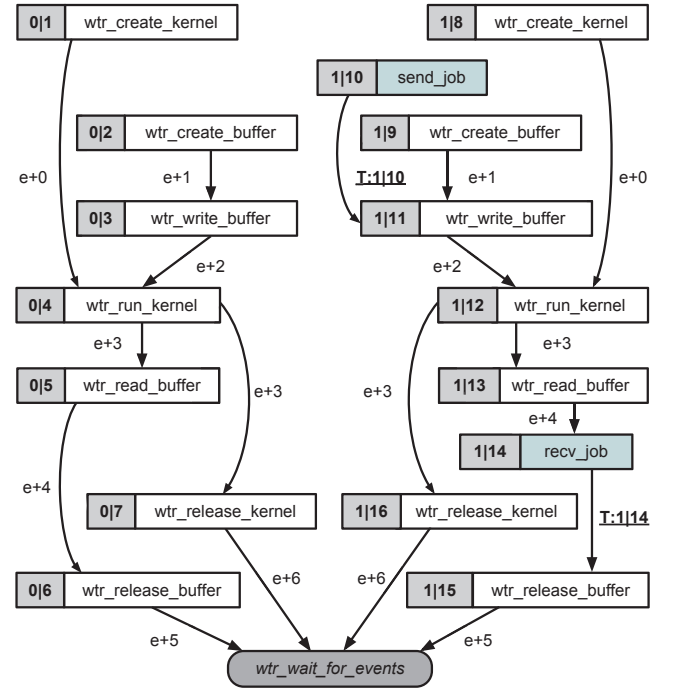 0|1 wtr_create_kernel
1|8 wtr_create_kernel
1|10 send_job
0|2 wtr_create_buffer
1|9 wtr_create_buffer
e+0
e+1
T:1|10
e+1
e+0
0|3 wtr_write_buffer
1|11 wtr_write_buffer
e+2
e+2
0|4 wtr_run_kernel
1|12 wtr_run_kernel
e+3
e+3
0|5 wtr_read_buffer
e+3
e+3
1|13 wtr_read_buffer
e+4
1|14 recv_job
e+4
0|7 wtr_release_kernel
1|16 wtr_release_kernel
T:1|14
e+6
e+6
0|6 wtr_release_buffer
1|15 wtr_release_buffer
e+5
e+5
wtr_wait_for_events